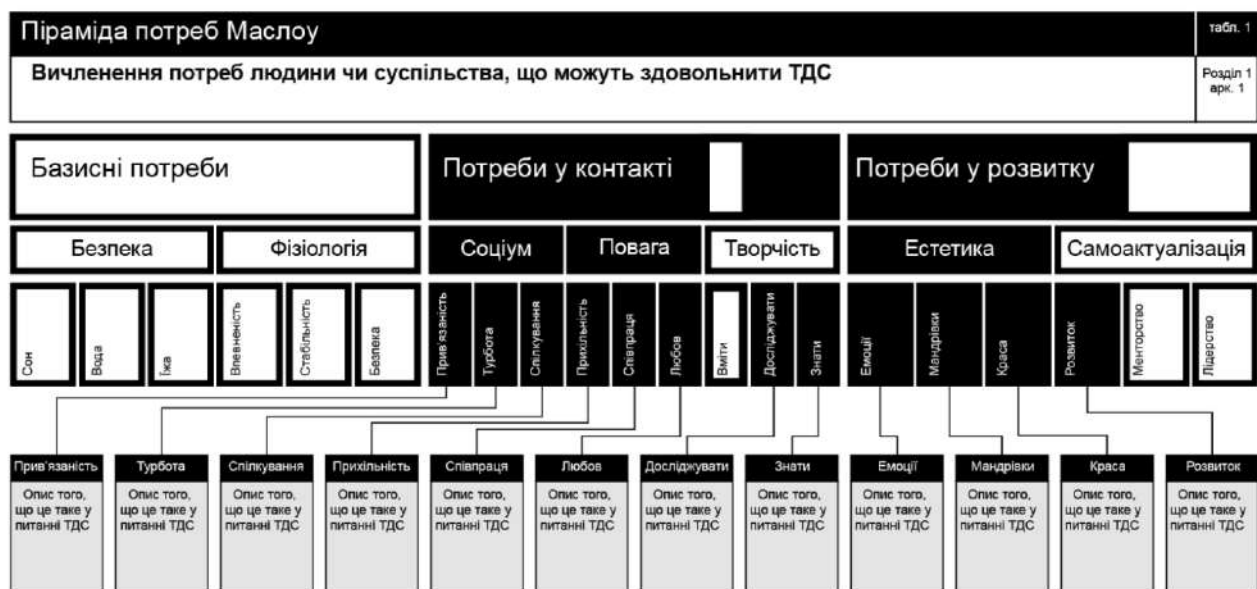 Піраміда потреб Маслоу
табл. 1
Вичленення потреб людини чи суспільства, що можуть здовольнити ТДС
Розділ 1
арк. 1
Базисні потреби
Потреби у контакті
Потреби у розвитку
Безпека
Фізіологія
Соціум
Повага
Творчість
Естетика
Самоактуалізація
Сон
Вода
Їжа
Впевненість
Стабільність
Безпека
Прив'язаність
Турбота
Спілкування
Прихільність
Співпраця
Любов
Вміти
Досліджувати
Знати
Емоції
Мандрівки
Краса
Розвиток
Менторство
Лідерство
Прив'язаність
Турбота
Спілкування
Прихільність
Співпраця
Любов
Досліджувати
Знати
Емоції
Мандрівки
Краса
Розвиток
Опис того,
що це таке у
питанні ТДС
Опис того,
що це таке у
питанні ТДС
Опис того,
що це таке у
питанні ТДС
Опис того,
що це таке у
питанні ТДС
Опис того,
що це таке у
питанні ТДС
Опис того,
що це таке у
питанні ТДС
Опис того,
що це таке у
питанні ТДС
Опис того,
що це таке у
питанні ТДС
Опис того,
що це таке у
питанні ТДС
Опис того,
що це таке у
питанні ТДС
Опис того,
що це таке у
питанні ТДС
Опис того,
що це таке у
питанні ТДС